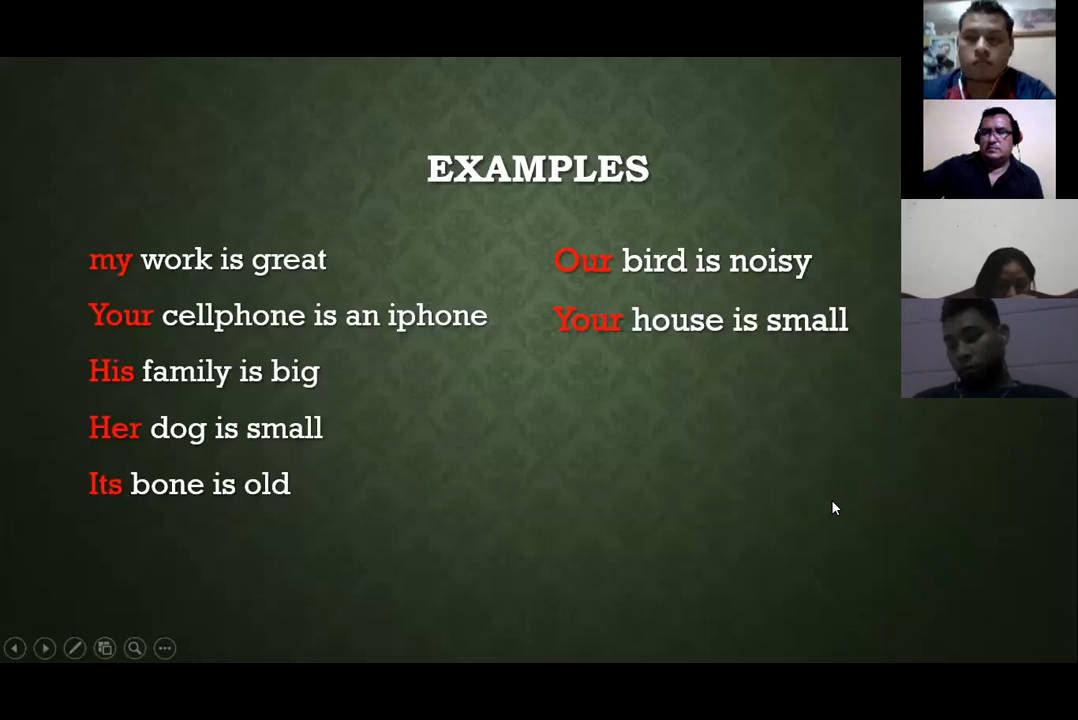 EXAMPLES
my work is great
Your cellphone is an iphone
His family is big
Her dog is small
Its bone is old
Our bird is noisy
Your house is small